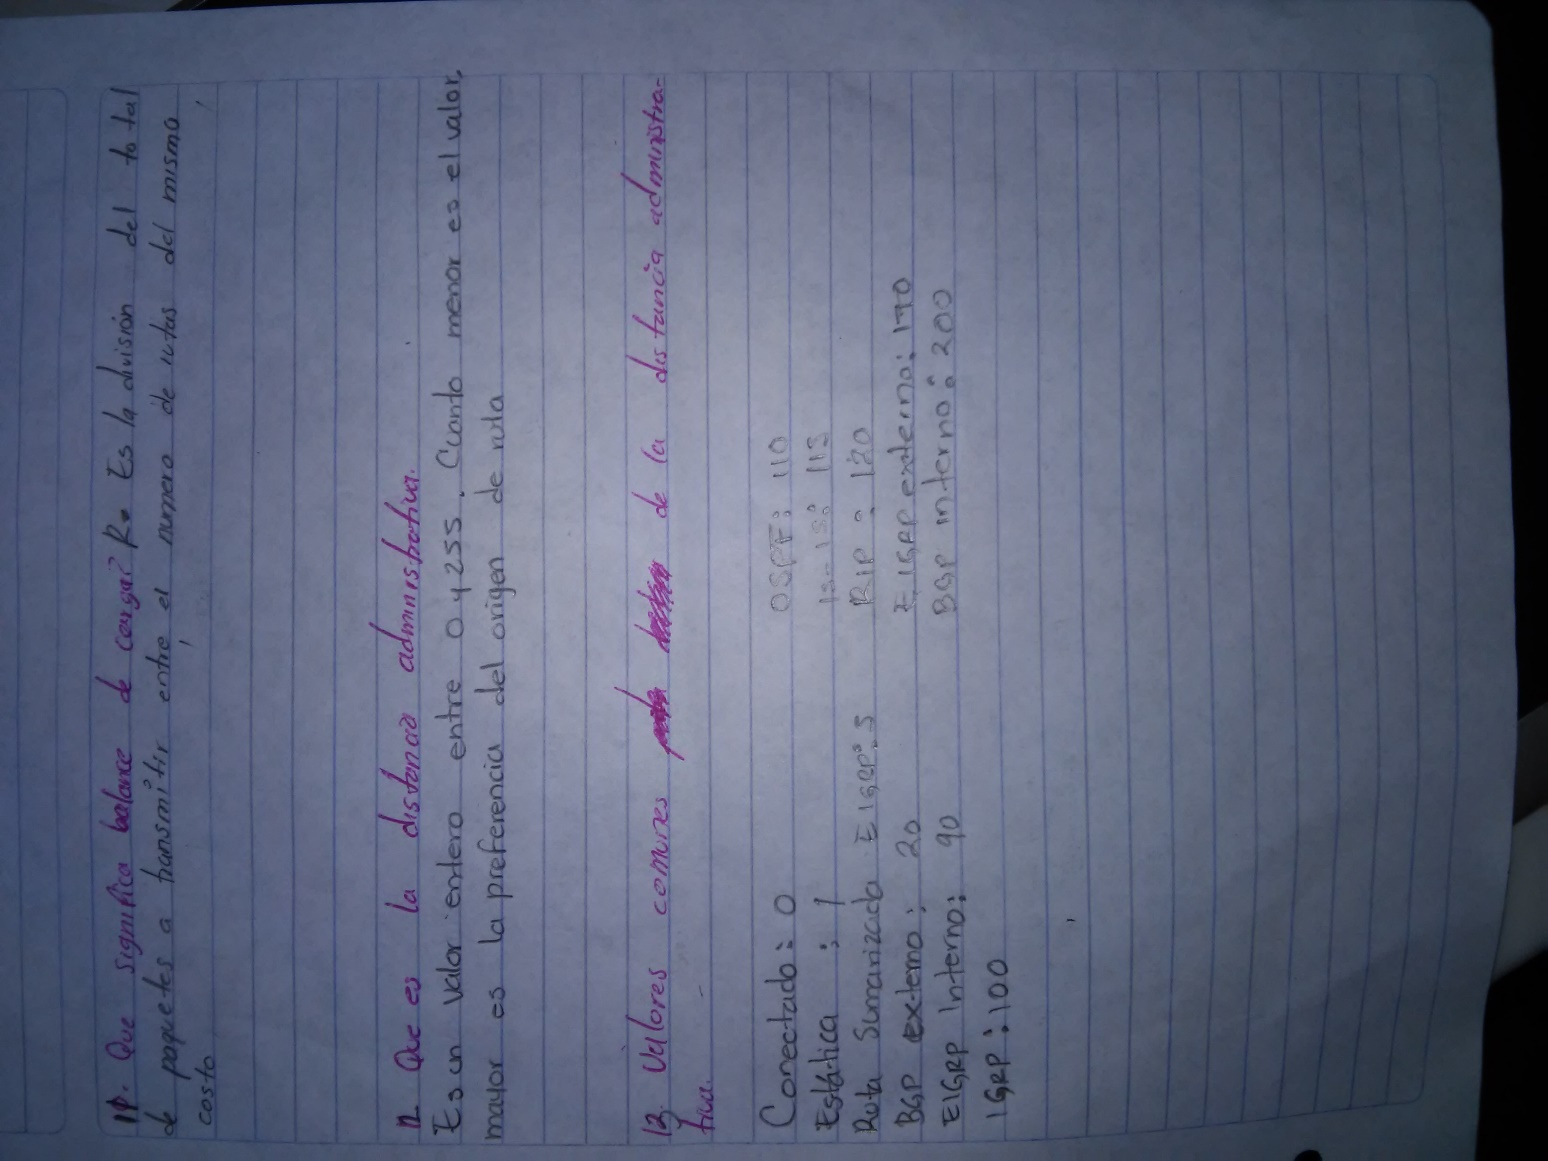 11. Que significa balance de carga? R. Es la división del total
de paquetes a transmitir entre el numero de rutas del mismo
costo
12. Que es la distancia administrativa.
Es un valor entero entre 0 y 255. Cuanto menor es el valor,
mayor es la preferencia del origen de ruta
13. Valores comunes de la distancia administra-
tiva.
Conectado: 0 OSPF: 110
Estática : 1 IS-IS: 115
Ruta Sumarizada EIGRP: 5 RIP: 120
BGP externo: 20 EIGRP externo: 170
EIGRP Interno: 90 BGP interno: 200
IGRP: 100